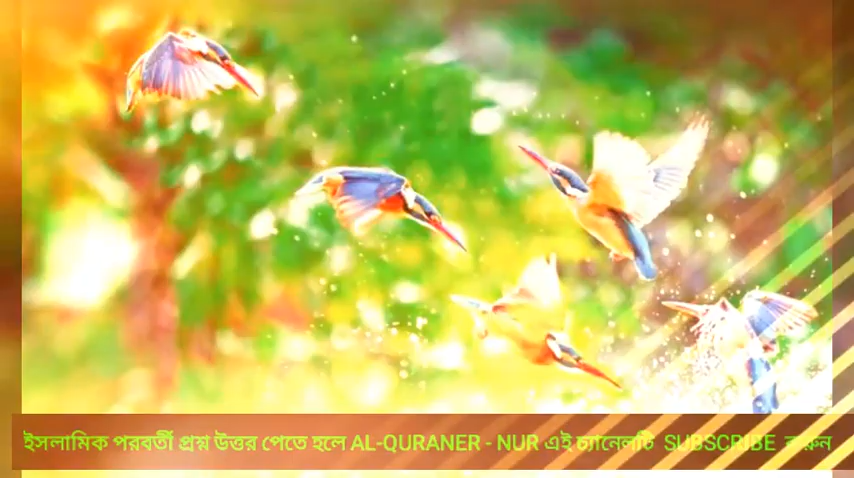 ইসলামিক পরবর্তী প্রশ্ন উত্তর পেতে হলে AL-QURANER - NUR এই চ্যানেলটি SUBSCRIBE করুন